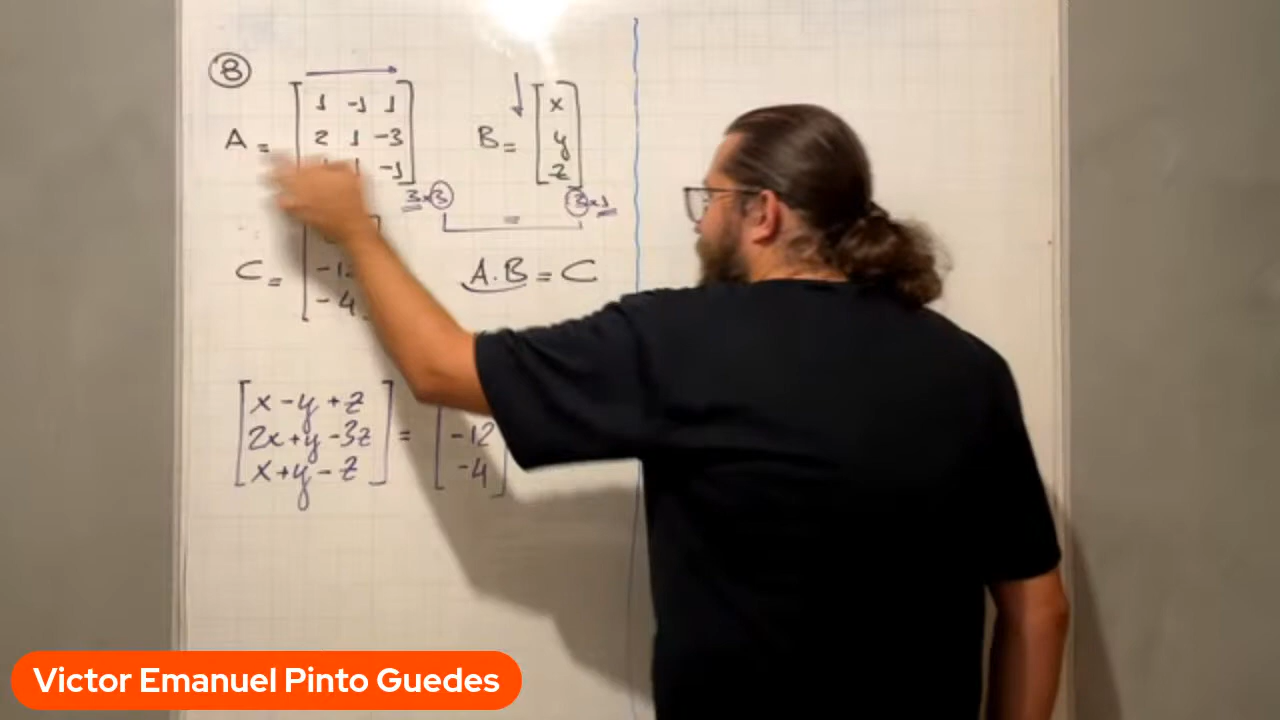 8
A = [1 -1 1
2 1 -3
1 -1] 3x3
B = [x
y
z] 3x1
=
C = [
-4]
A.B = C
[x-y+z
2x+y-3z
x+y-z] = [
-12
-4]
Victor Emanuel Pinto Guedes